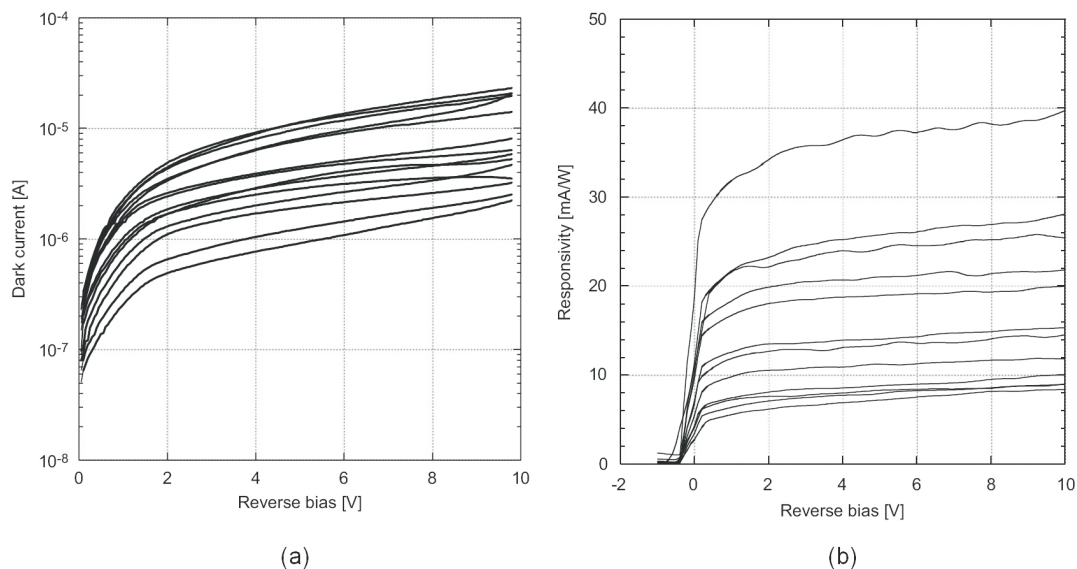 10⁻⁴
10⁻⁵
10⁻⁶
10⁻⁷
10⁻⁸
Dark current [A]
0 2 4 6 8 10
Reverse bias [V]
(a)
50
40
30
20
10
0
Responsivity [mA/W]
-2 0 2 4 6 8 10
Reverse bias [V]
(b)